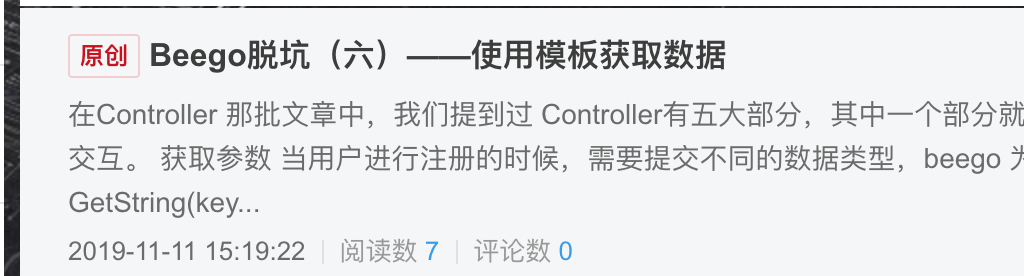 原创 Beego脱坑（六）——使用模板获取数据
在Controller 那批文章中，我们提到过 Controller有五大部分，其中一个部分就
交互。 获取参数 当用户进行注册的时候，需要提交不同的数据类型，beego 为
GetString(key...
2019-11-11 15:19:22 | 阅读数 7 | 评论数 0